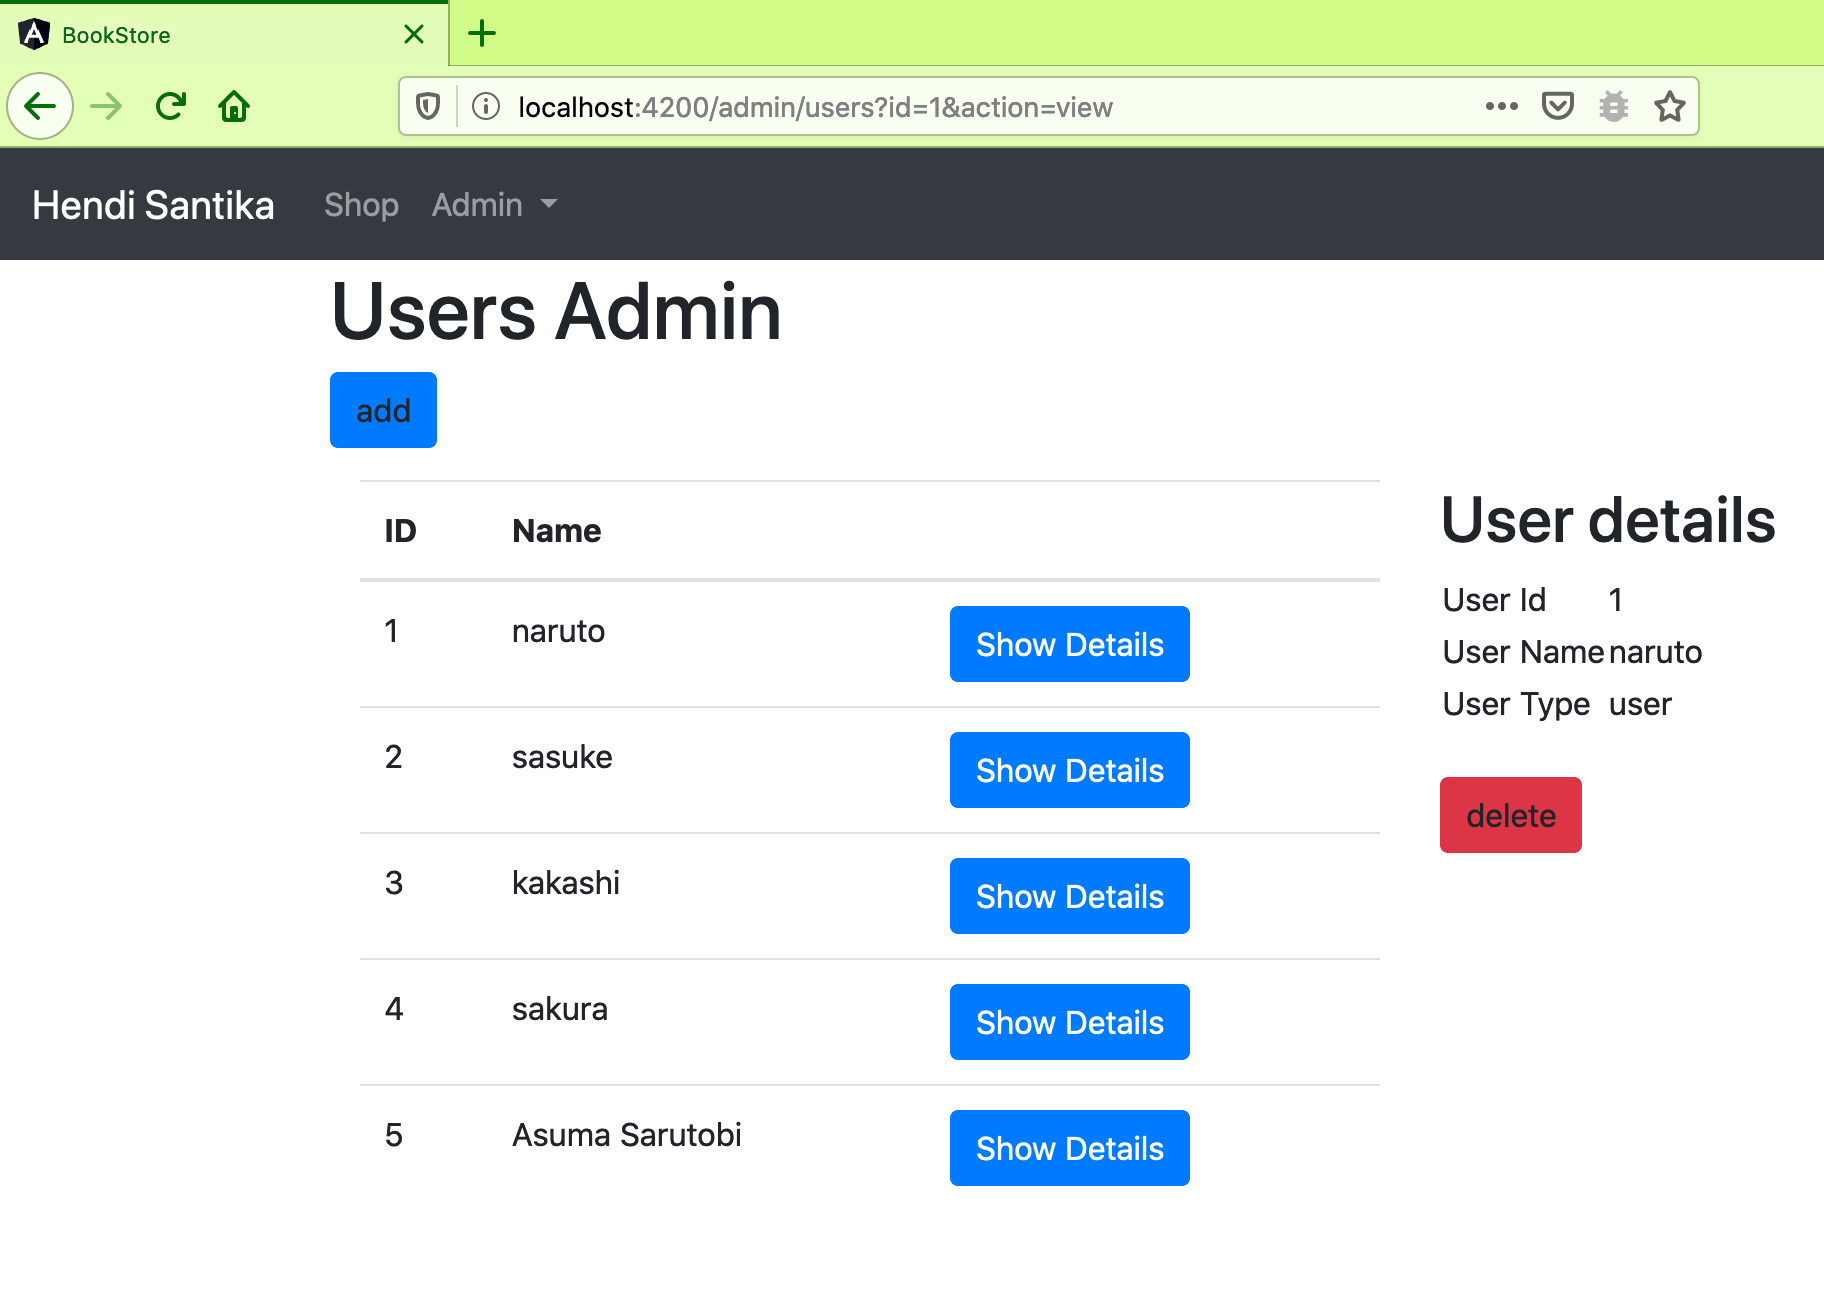 BookStore
localhost:4200/admin/users?id=1&action=view
Hendi Santika Shop Admin
Users Admin
add
ID Name
1 naruto Show Details
2 sasuke Show Details
3 kakashi Show Details
4 sakura Show Details
5 Asuma Sarutobi Show Details
User details
User Id 1
User Name naruto
User Type user
delete